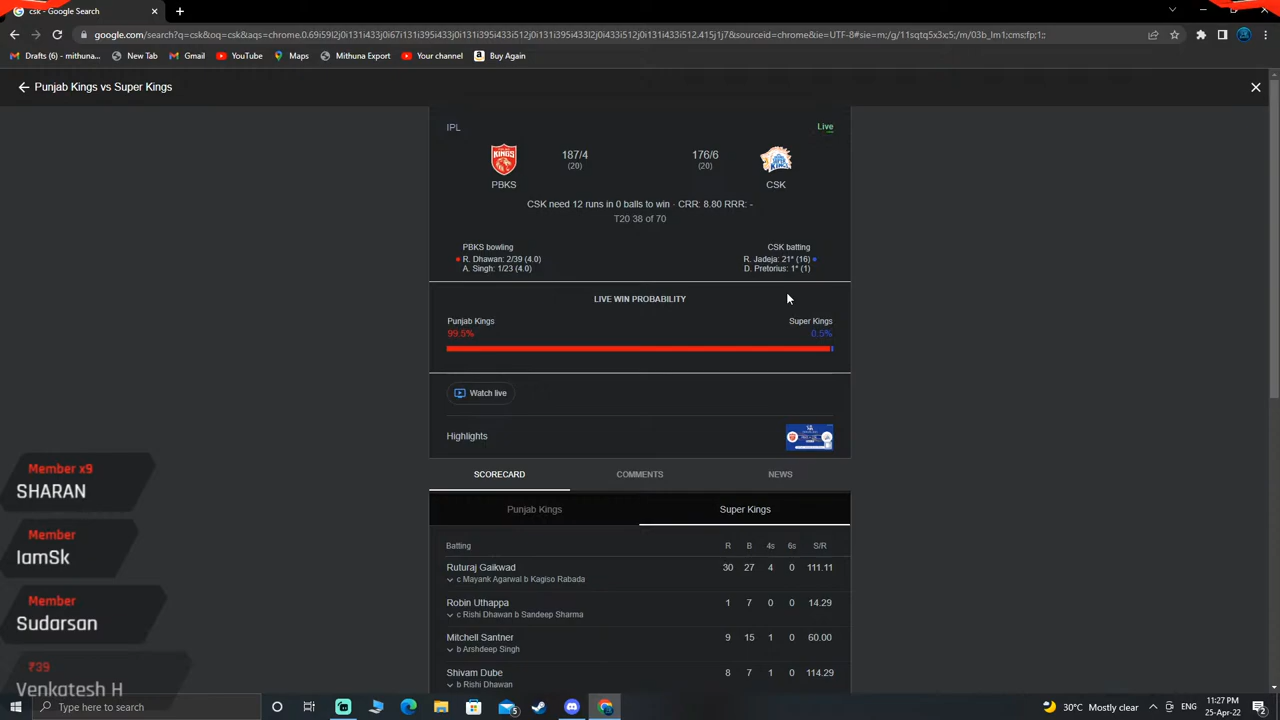 csk - Google Search
google.com/search?q=csk&oq=csk&aqs=chrome.0.69i59l2j0i131i433j0i67i131i395i433j0i131i395i433i512j0i131i395i433l2j0i433i512j0i131i433i512.415j1j7&sourceid=chrome&ie=UTF-8#sie=m;/g/11sqtq5x3x;5;/m/03b_lm1;cms;fp;1;;
Drafts (6) - mithuna...
New Tab
Gmail
YouTube
Maps
Mithuna Export
Your channel
Buy Again
Punjab Kings vs Super Kings
IPL
Live
187/4
176/6
(20)
(20)
PBKS
CSK
CSK need 12 runs in 0 balls to win · CRR: 8.80 RRR: -
T20 38 of 70
PBKS bowling
CSK batting
R. Dhawan: 2/39 (4.0)
R. Jadeja: 21* (16)
A. Singh: 1/23 (4.0)
D. Pretorius: 1* (1)
LIVE WIN PROBABILITY
Punjab Kings
Super Kings
99.5%
0.5%
Watch live
Highlights
SCORECARD
COMMENTS
NEWS
Punjab Kings
Super Kings
Batting R B 4s 6s S/R
Ruturaj Gaikwad 30 27 4 0 111.11
c Mayank Agarwal b Kagiso Rabada
Robin Uthappa 1 7 0 0 14.29
c Rishi Dhawan b Sandeep Sharma
Mitchell Santner 9 15 1 0 60.00
b Arshdeep Singh
Shivam Dube 8 7 1 0 114.29
b Rishi Dhawan
Member x9
SHARAN
Member
IamSk
Member
Sudarsan
₹39
Venkatesh H
Type here to search
5
30°C Mostly clear
ENG
11:27 PM
25-Apr-22
2